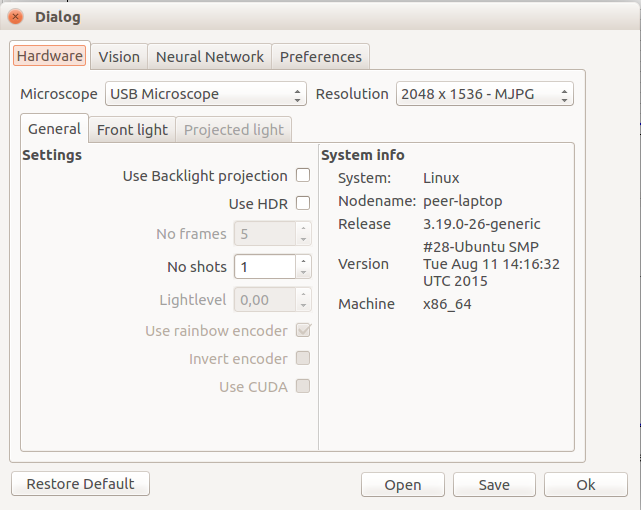 Dialog
Hardware Vision Neural Network Preferences
Microscope USB Microscope Resolution 2048 x 1536 - MJPG
General Front light Projected light
Settings
Use Backlight projection
Use HDR
No frames 5
No shots 1
Lightlevel 0,00
Use rainbow encoder
Invert encoder
Use CUDA
System info
System: Linux
Nodename: peer-laptop
Release 3.19.0-26-generic
Version #28-Ubuntu SMP
Tue Aug 11 14:16:32
UTC 2015
Machine x86_64
Restore Default Open Save Ok